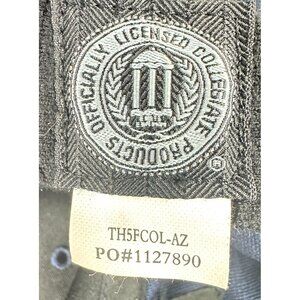 OFFICIALLY LICENSED COLLEGIATE PRODUCTS
®
TH5FCOL-AZ
PO#1127890